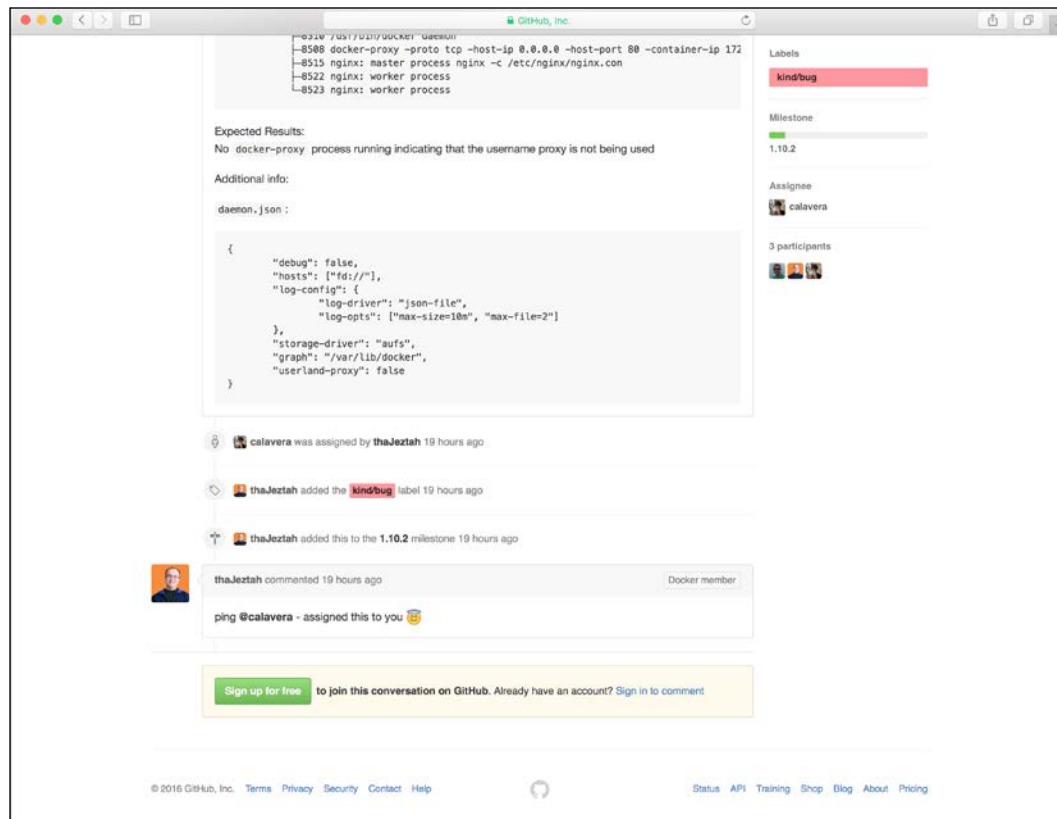 GitHub, Inc.
├─8310 /usr/bin/docker daemon
├─8508 docker-proxy -proto tcp -host-ip 0.0.0.0 -host-port 80 -container-ip 172
├─8515 nginx: master process nginx -c /etc/nginx/nginx.con
├─8522 nginx: worker process
└─8523 nginx: worker process
Expected Results:
No docker-proxy process running indicating that the username proxy is not being used
Additional info:
daemon.json :
{
"debug": false,
"hosts": ["fd://"],
"log-config": {
"log-driver": "json-file",
"log-opts": ["max-size=10m", "max-file=2"]
},
"storage-driver": "aufs",
"graph": "/var/lib/docker",
"userland-proxy": false
}
calavera was assigned by thaJeztah 19 hours ago
thaJeztah added the kind/bug label 19 hours ago
thaJeztah added this to the 1.10.2 milestone 19 hours ago
thaJeztah commented 19 hours ago
Docker member
ping @calavera - assigned this to you
Sign up for free to join this conversation on GitHub. Already have an account? Sign in to comment
Labels
kind/bug
Milestone
1.10.2
Assignee
calavera
3 participants
© 2016 GitHub, Inc. Terms Privacy Security Contact Help
Status API Training Shop Blog About Pricing